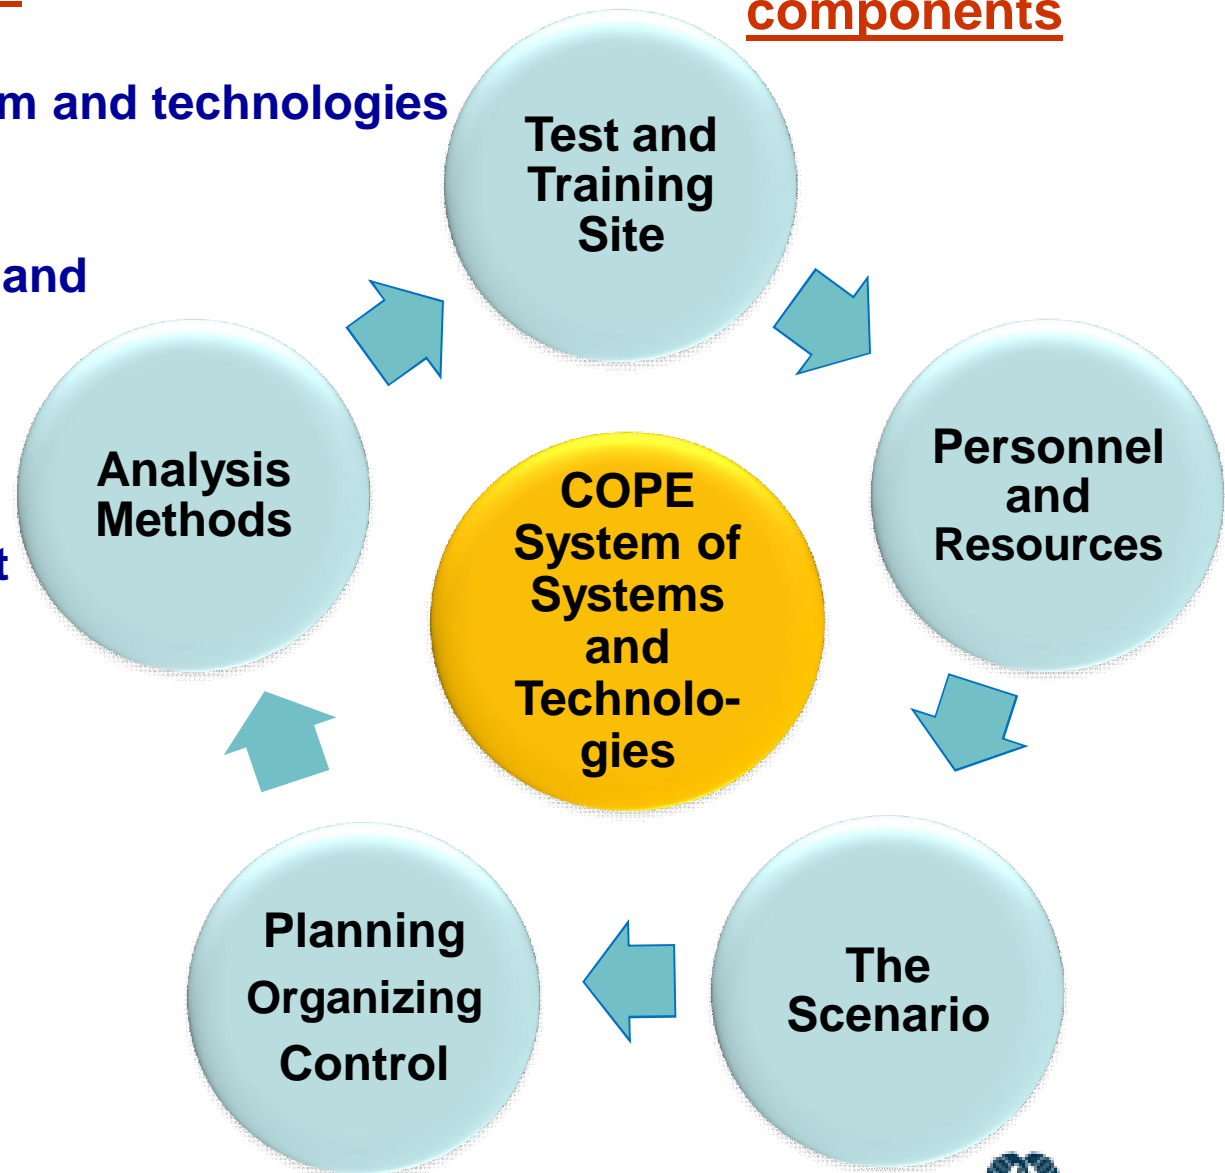 components
m and technologies
Test and
Training
Site
and
Analysis
Methods
Personnel
and
Resources
COPE
System of
Systems
and
Technolo-
gies
t
Planning
Organizing
Control
The
Scenario